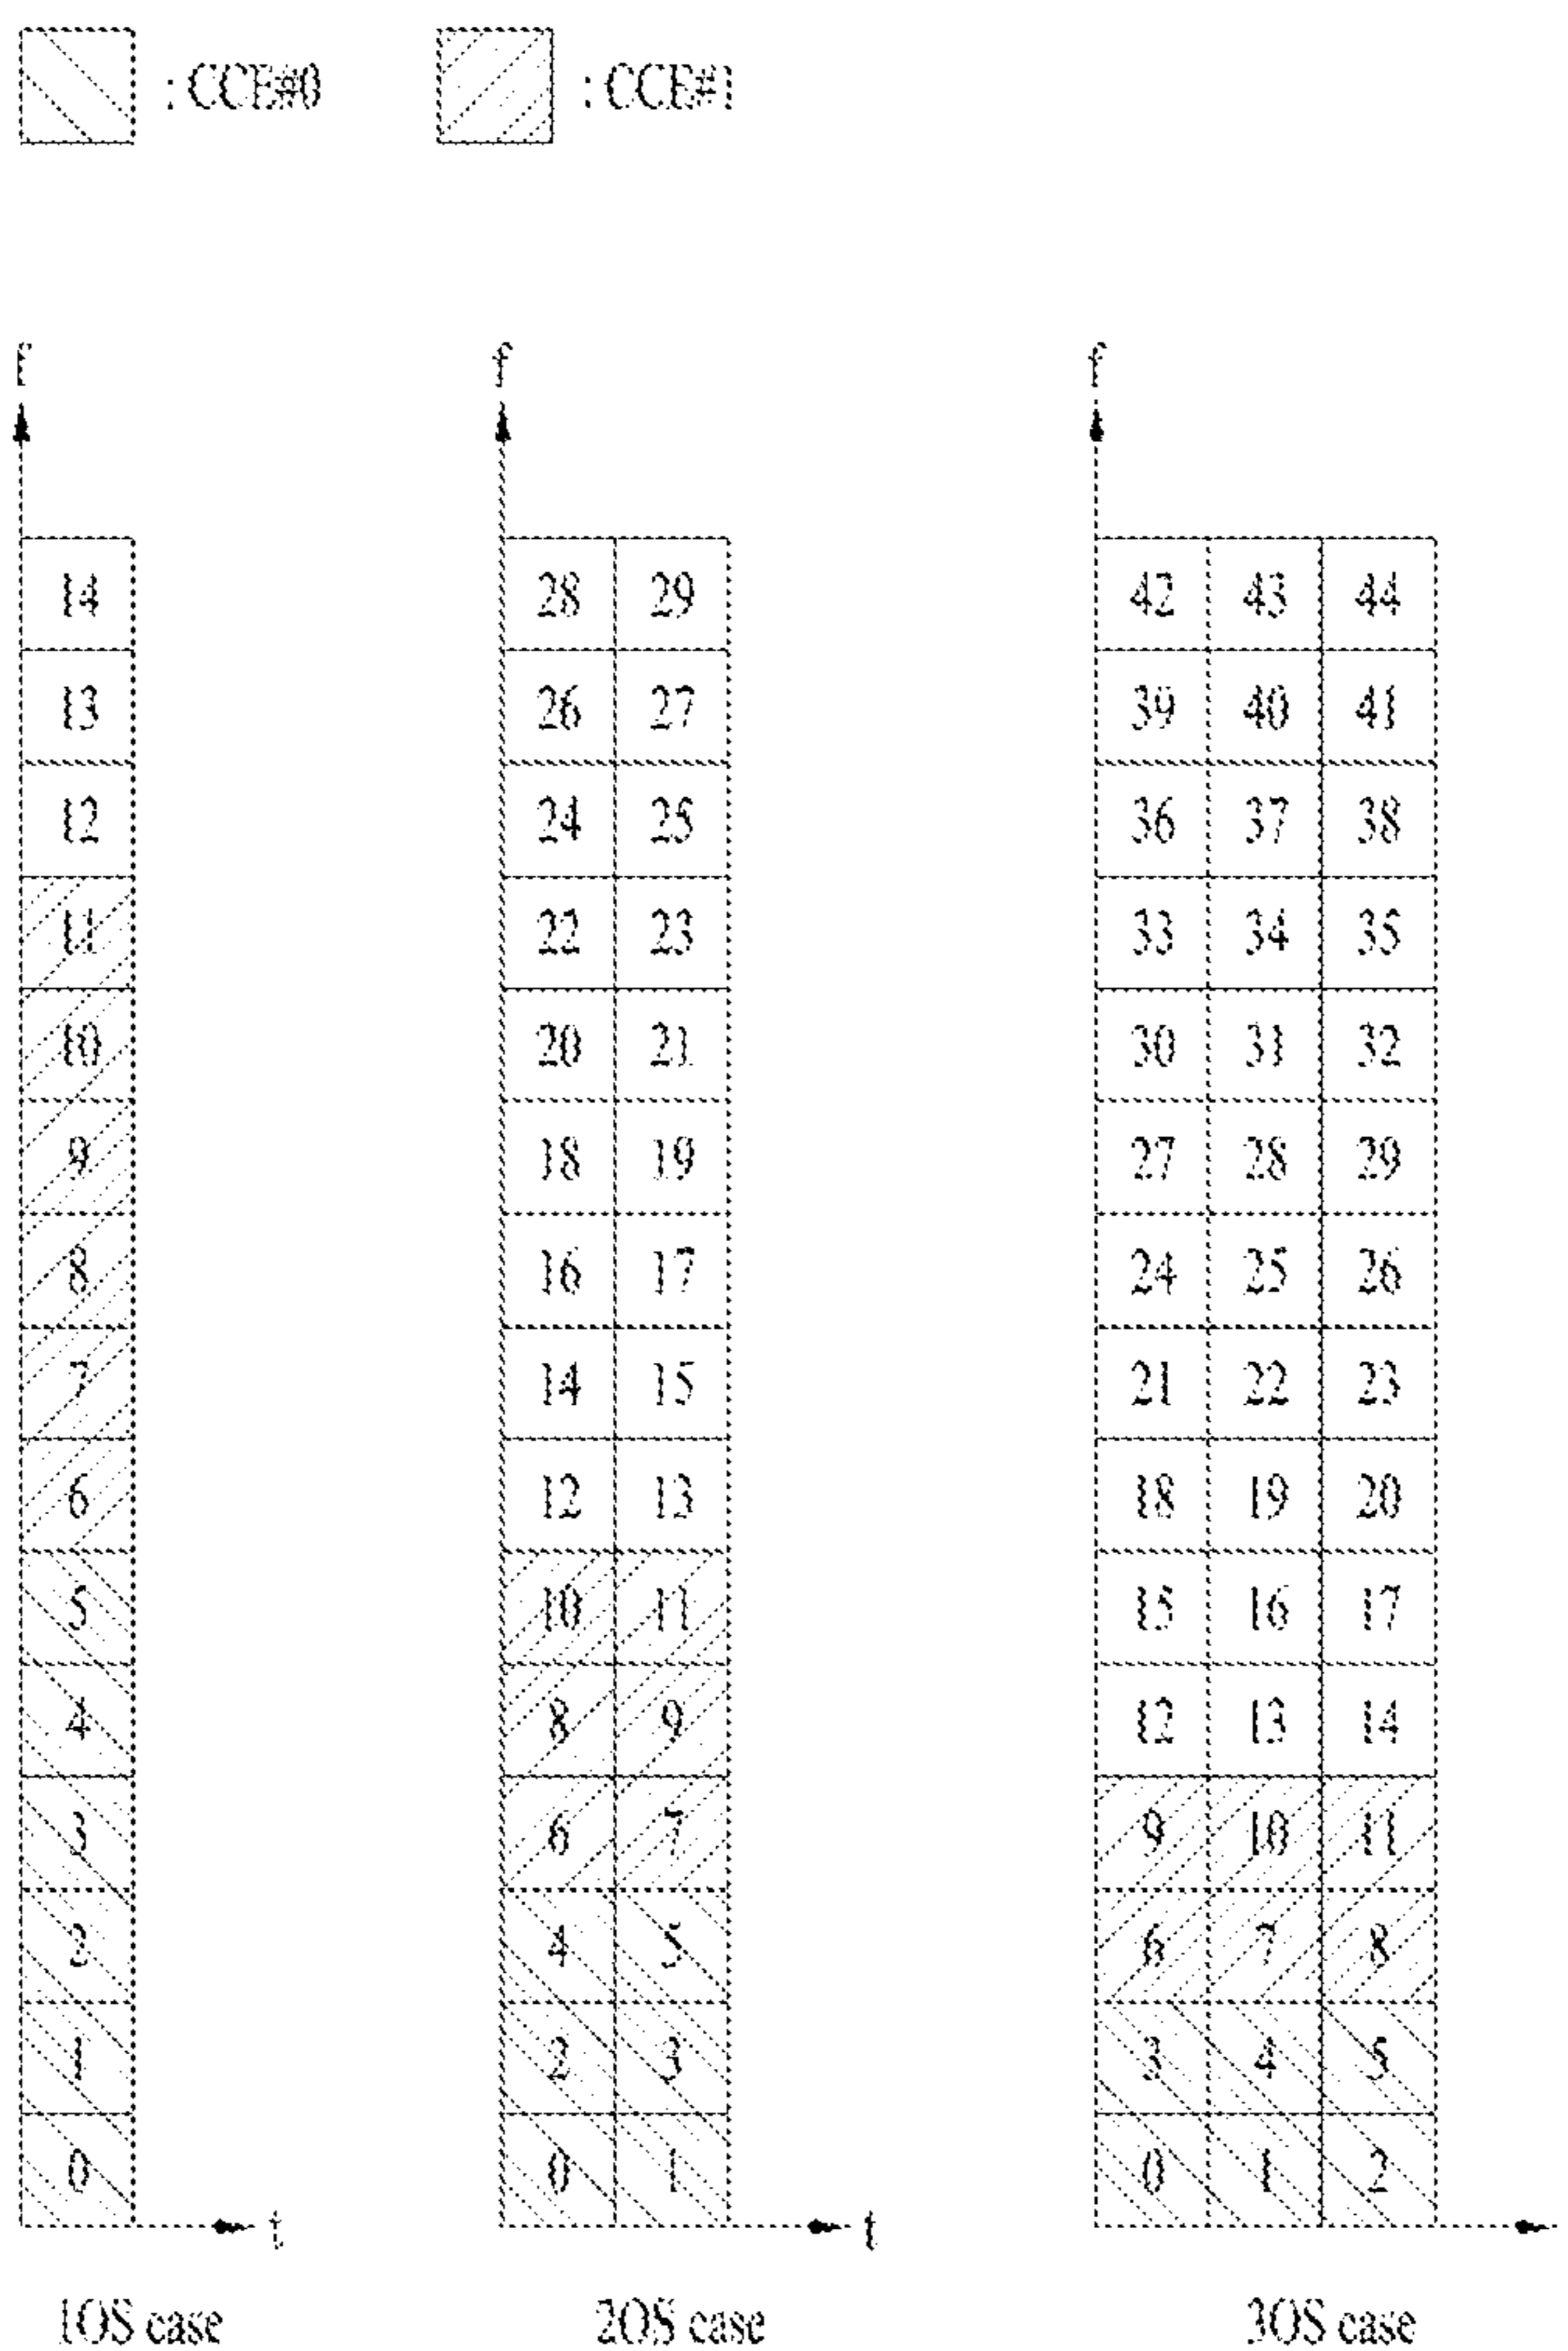 : CCE#0 : CCE#1
f f f
14 28 29 42 43 44
13 26 27 39 40 41
12 24 25 36 37 38
11 22 23 33 34 35
10 20 21 30 31 32
9 18 19 27 28 29
8 16 17 24 25 26
7 14 15 21 22 23
6 12 13 18 19 20
5 10 11 15 16 17
4 8 9 12 13 14
3 6 7 9 10 11
2 4 5 6 7 8
1 2 3 3 4 5
0 0 1 0 1 2
t t
1OS case 2OS case 3OS case